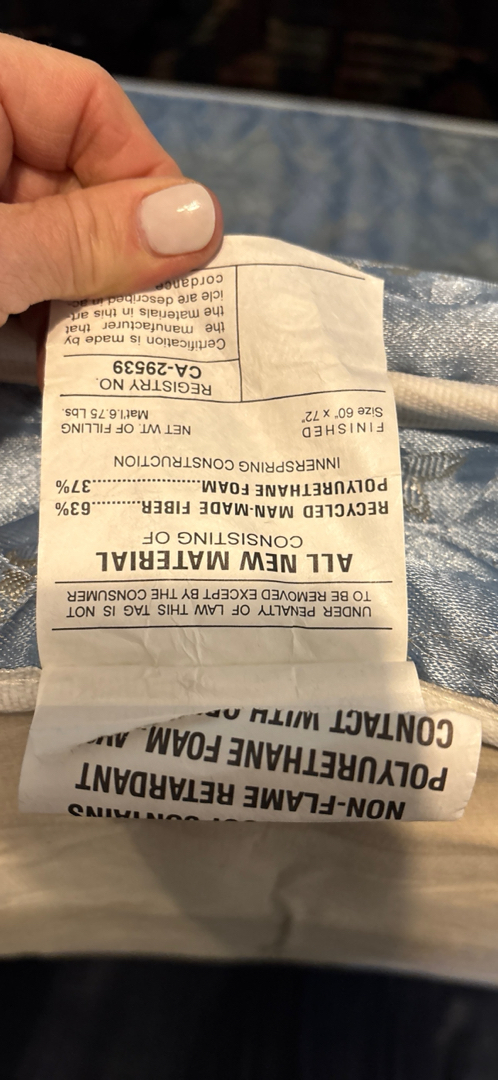 CONTAINS
NON-FLAME RETARDANT
POLYURETHANE FOAM.
CONTACT WITH
UNDER PENALTY OF LAW THIS TAG IS NOT
TO BE REMOVED EXCEPT BY THE CONSUMER
ALL NEW MATERIAL
CONSISTING OF
RECYCLED MAN-MADE FIBER..........63%
POLYURETHANE FOAM....................37%
INNERSPRING CONSTRUCTION
FINISHED NET. WT. OF FILLING
Size 60" x 72" Mat'l.6.75 Lbs.
REGISTRY NO.
CA-29539
Certification is made by
the manufacturer that
the materials in this art-
icle are described in ac
cordance